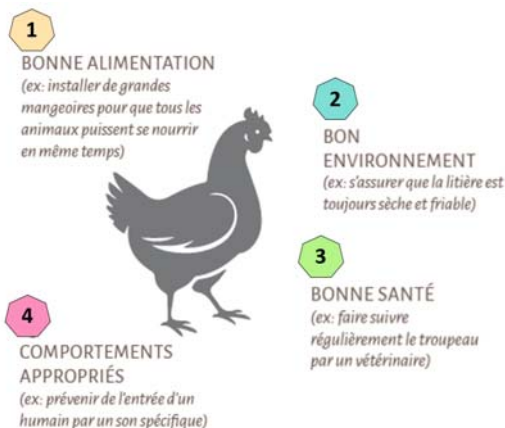 1
BONNE ALIMENTATION
(ex: installer de grandes
mangeoires pour que tous les
animaux puissent se nourrir
en même temps)
2
BON
ENVIRONNEMENT
(ex: s'assurer que la litière est
toujours sèche et friable)
3
BONNE SANTÉ
(ex: faire suivre
régulièrement le troupeau
par un vétérinaire)
4
COMPORTEMENTS
APPROPRIÉS
(ex: prévenir de l'entrée d'un
humain par un son spécifique)